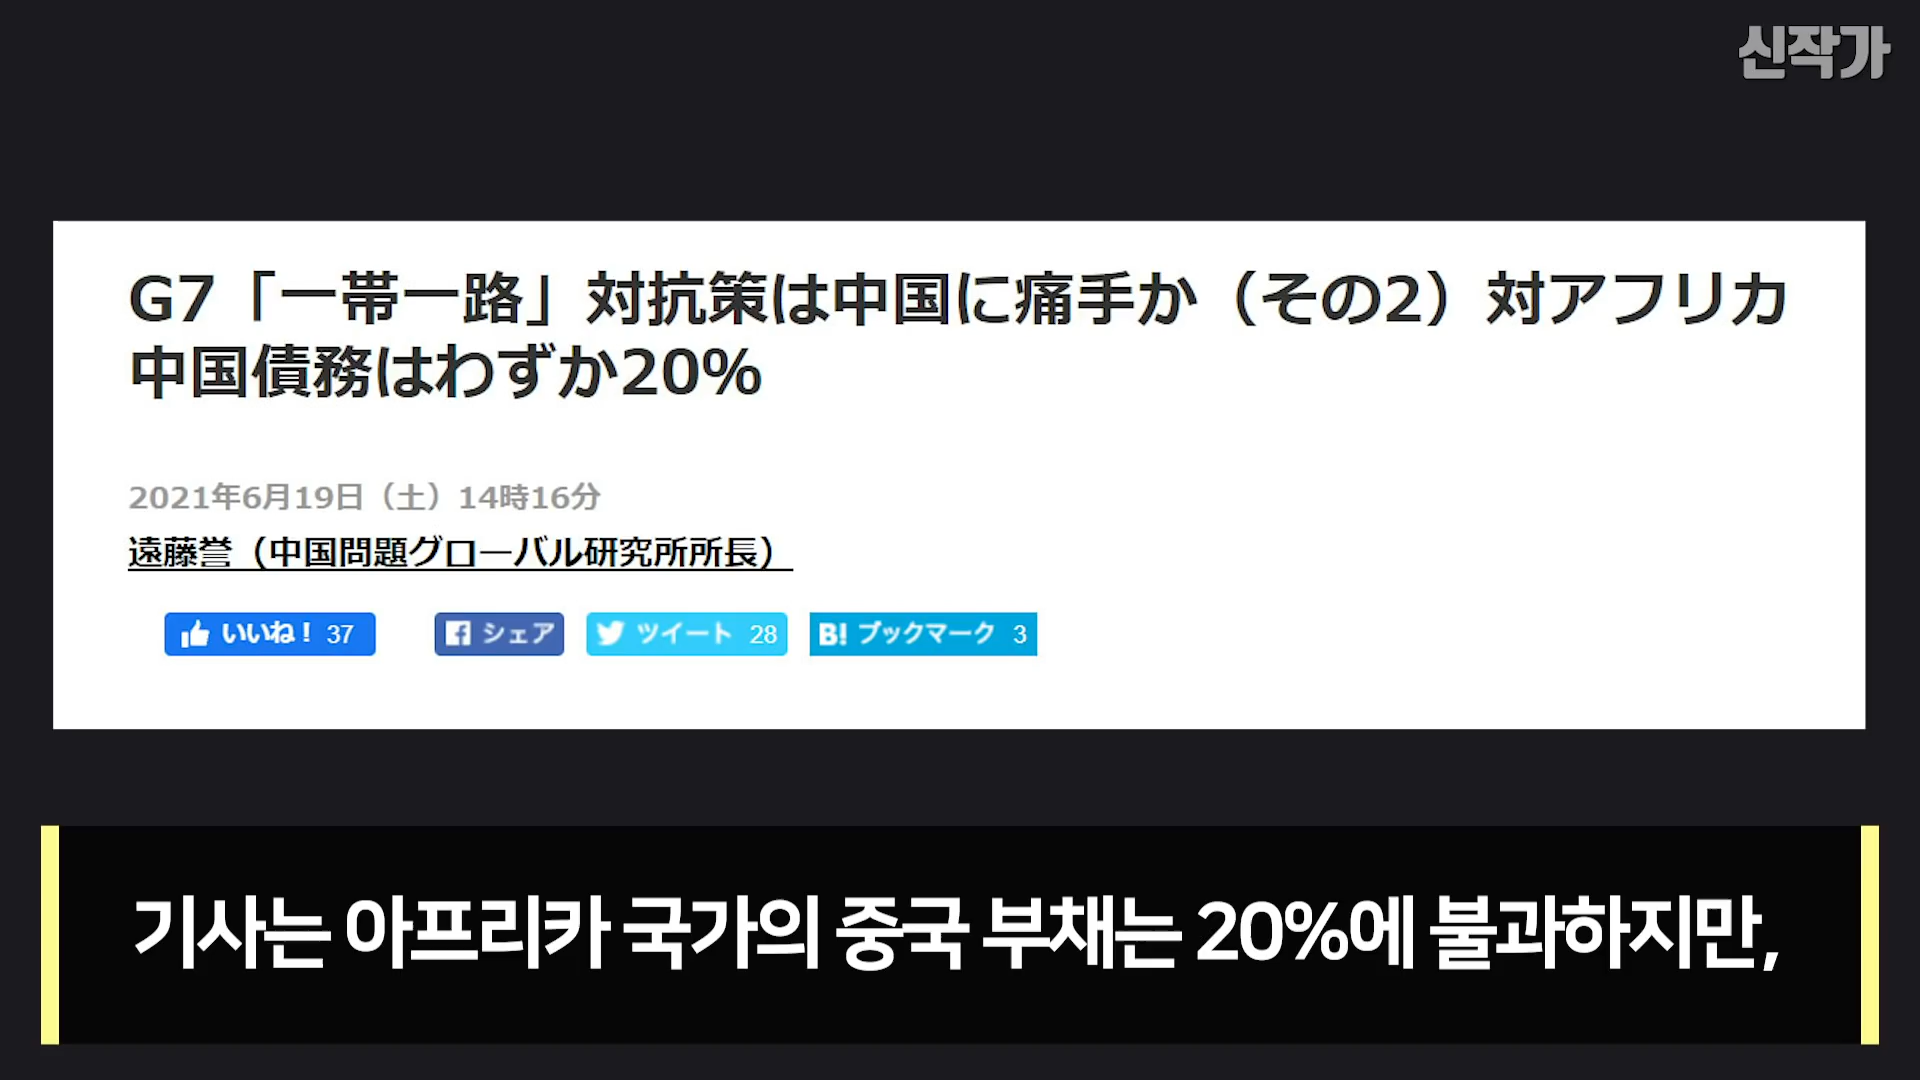 신작가
G7「一帯一路」対抗策は中国に痛手か（その2）対アフリカ
中国債務はわずか20%
2021年6月19日（土）14時16分
遠藤誉（中国問題グローバル研究所所長）
いいね！ 37 シェア ツイート 28 B! ブックマーク 3
기사는 아프리카 국가의 중국 부채는 20%에 불과하지만,